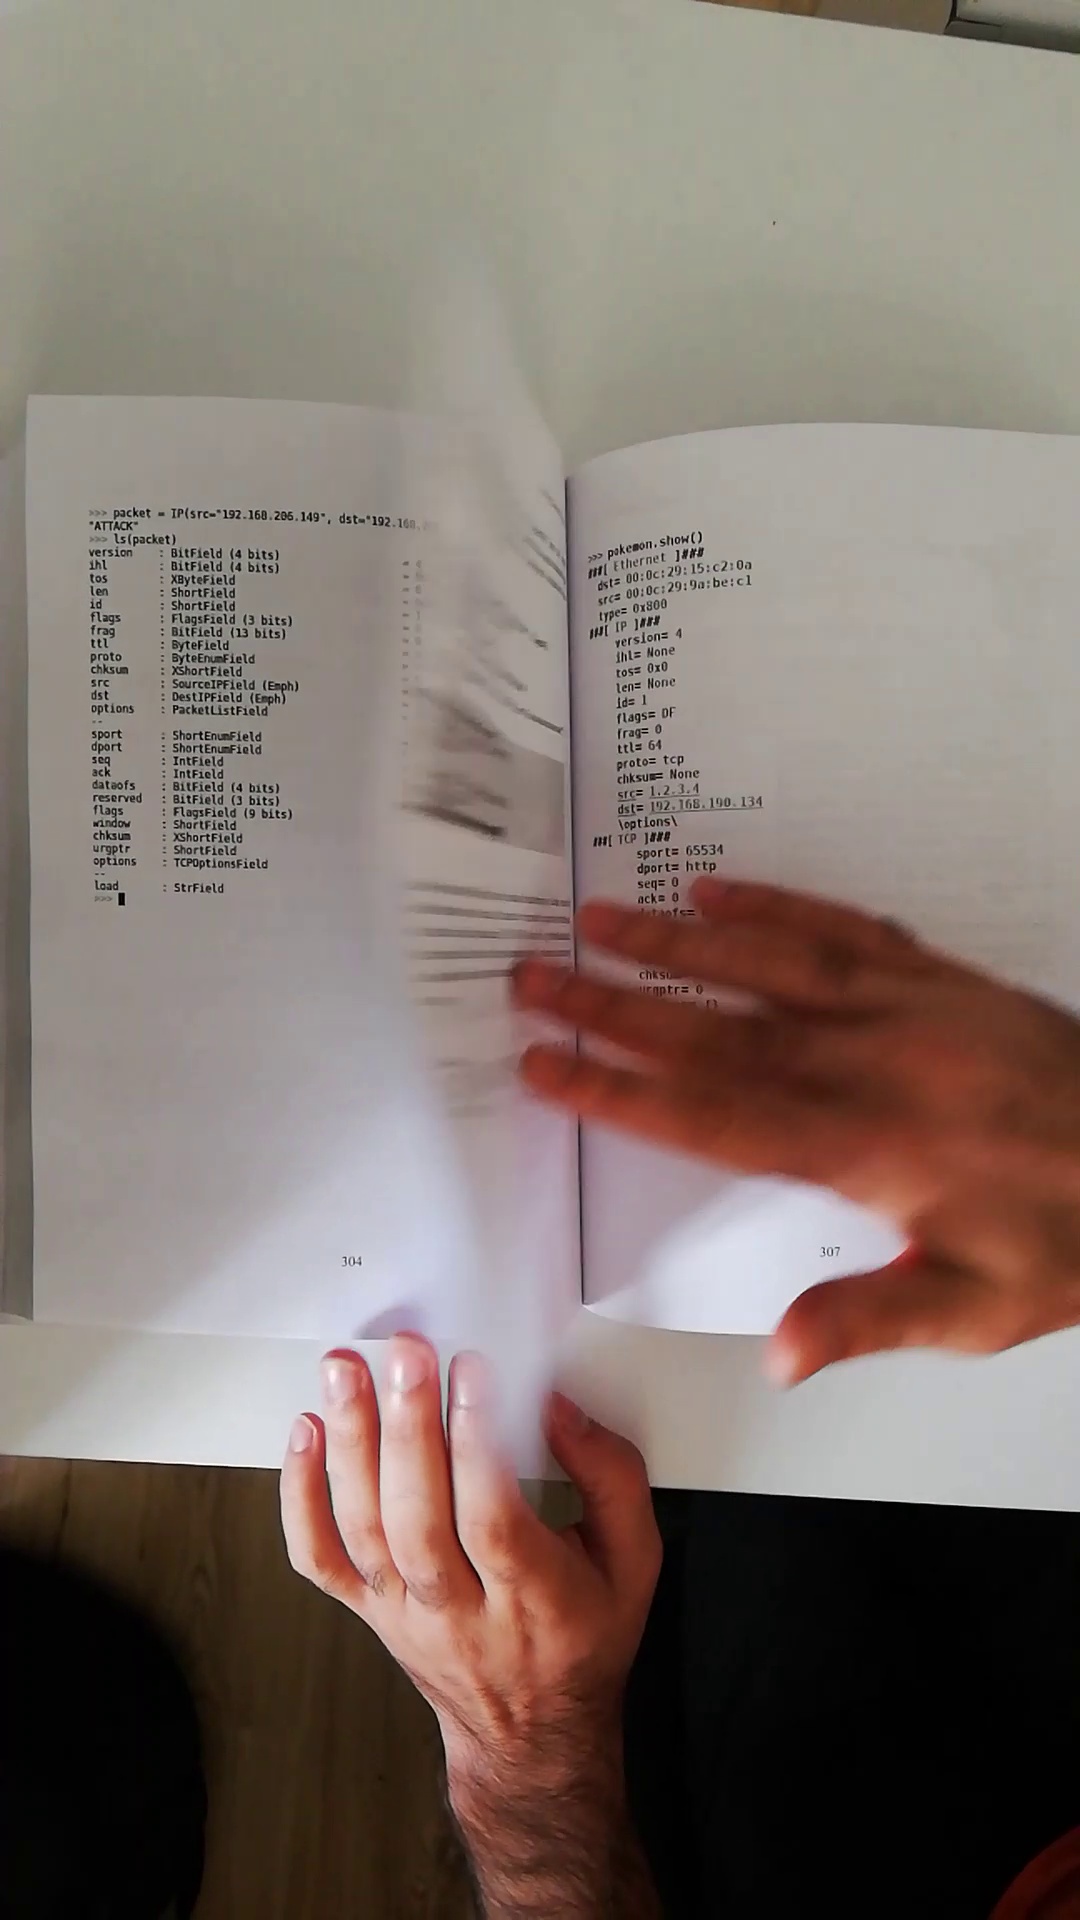 >>> packet = IP(src="192.168.206.149", dst="192.168.
"ATTACK"
>>> ls(packet)
version : BitField (4 bits)
ihl : BitField (4 bits)
tos : XByteField
len : ShortField
id : ShortField
flags : FlagsField (3 bits)
frag : BitField (13 bits)
ttl : ByteField
proto : ByteEnumField
chksum : XShortField
src : SourceIPField (Emph)
dst : DestIPField (Emph)
options : PacketListField
--
sport : ShortEnumField
dport : ShortEnumField
seq : IntField
ack : IntField
dataofs : BitField (4 bits)
reserved : BitField (3 bits)
flags : FlagsField (9 bits)
window : ShortField
chksum : XShortField
urgptr : ShortField
options : TCPOptionsField
--
load : StrField
>>>
304
>>> pokemon.show()
###[ Ethernet ]###
dst= 00:0c:29:15:c2:0a
src= 00:0c:29:9a:be:c1
type= 0x800
###[ IP ]###
version= 4
ihl= None
tos= 0x0
len= None
id= 1
flags= DF
frag= 0
ttl= 64
proto= tcp
chksum= None
src= 1.2.3.4
dst= 192.168.190.134
\options\
###[ TCP ]###
sport= 65534
dport= http
seq= 0
ack= 0
dataofs=
urgptr= 0
307